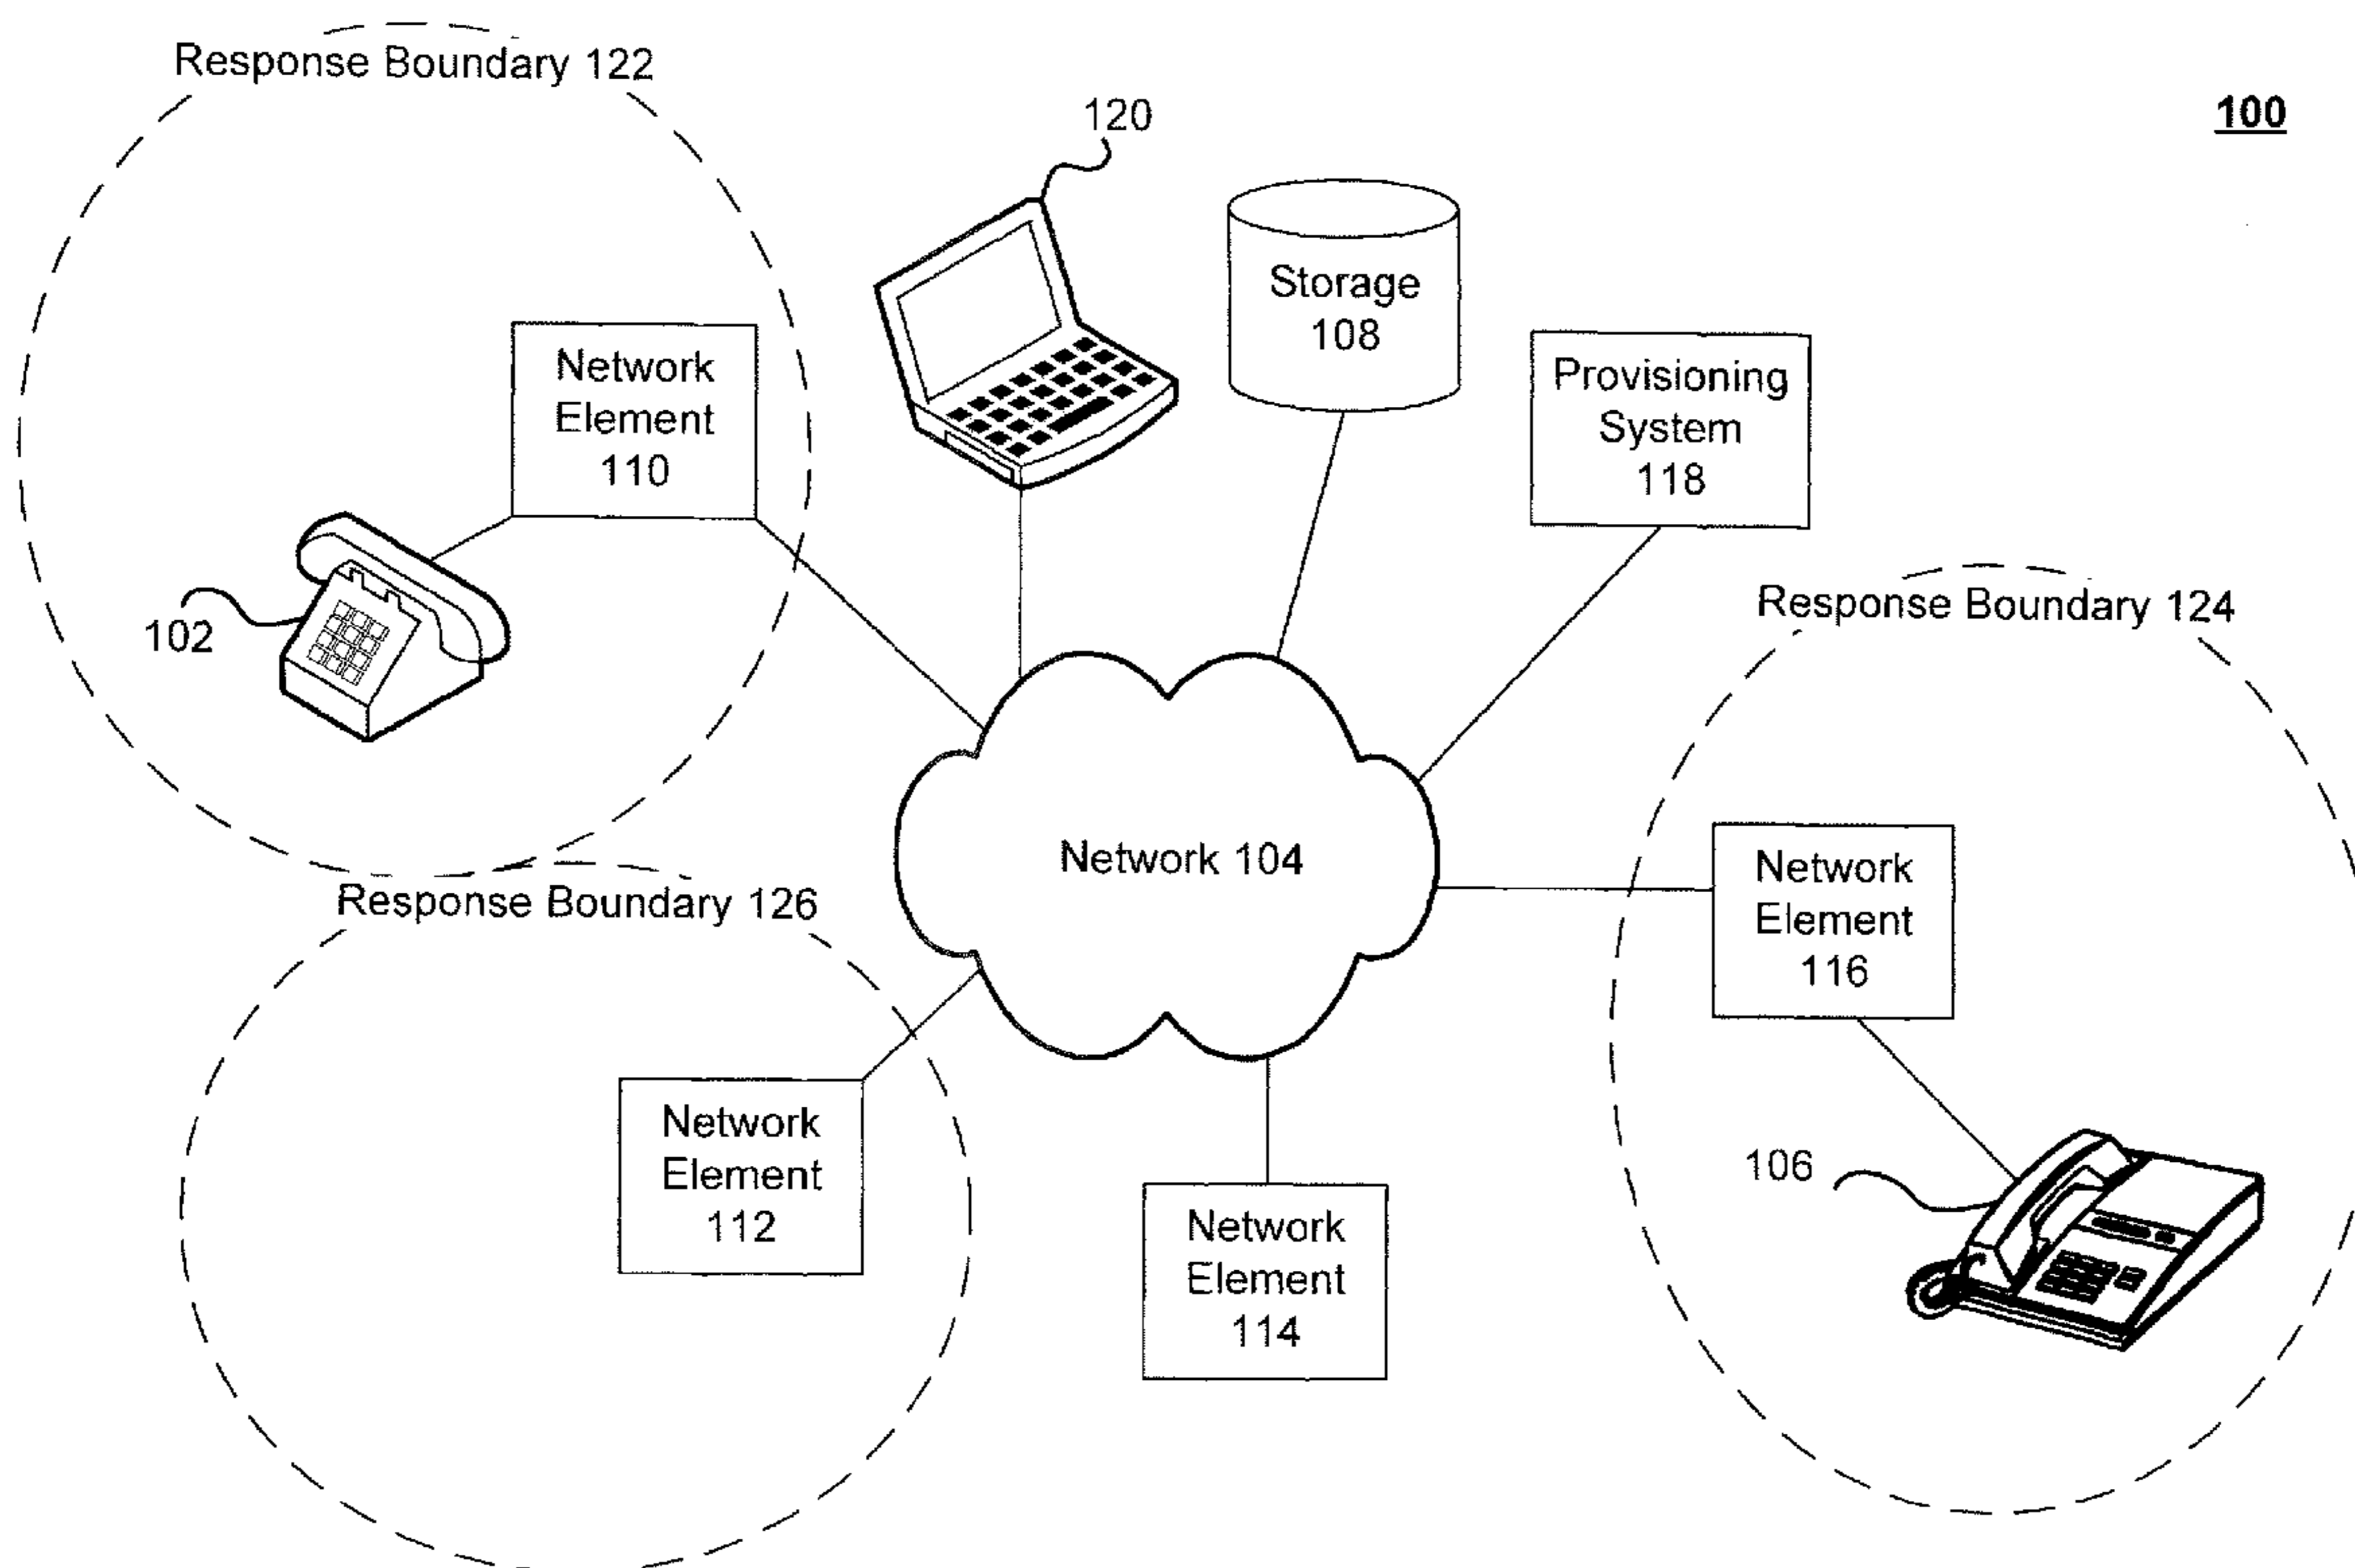 Response Boundary 122
100
120
Storage
108
Network
Element
110
Provisioning
System
118
102
Response Boundary 124
Network 104
Network
Element
116
Response Boundary 126
Network
Element
112
106
Network
Element
114